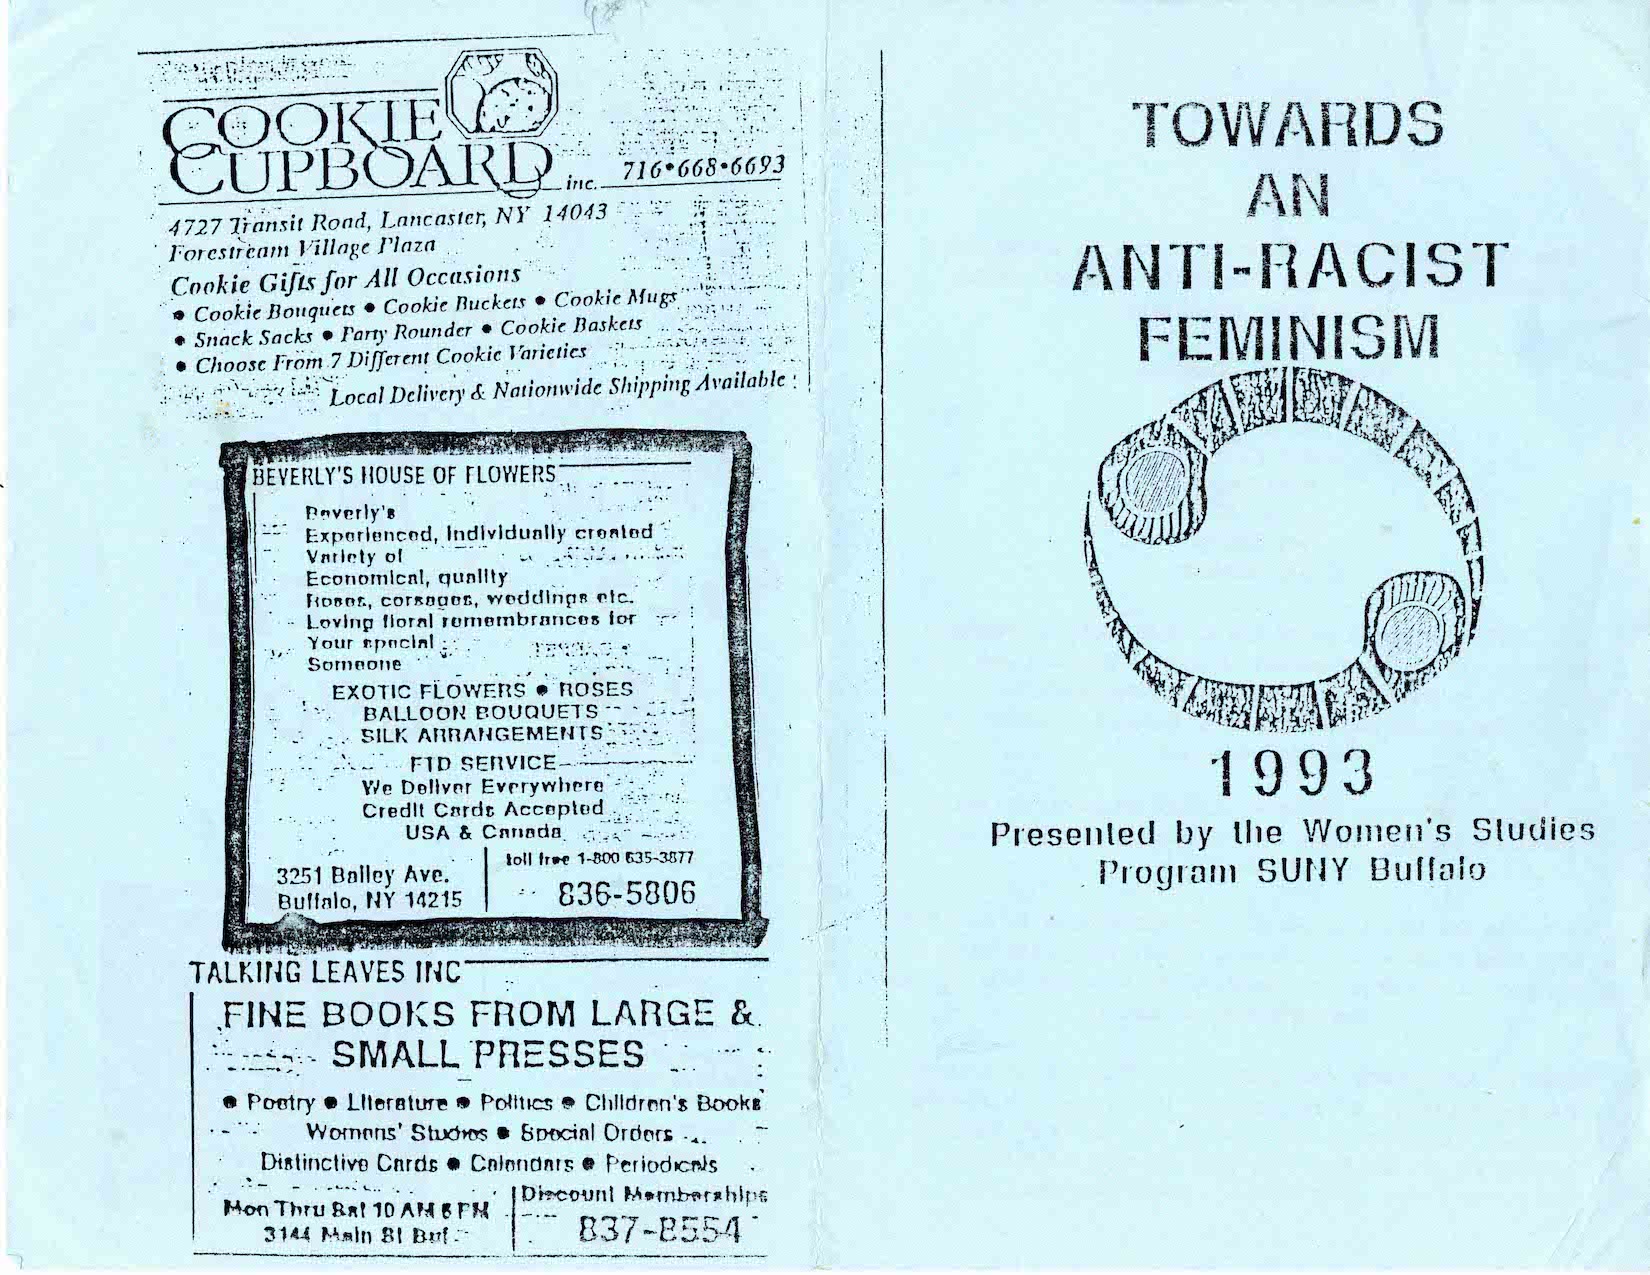 COOKIE
CUPBOARD inc. 716•668•6693
4727 Transit Road, Lancaster, NY 14043
Forestream Village Plaza
Cookie Gifts for All Occasions
• Cookie Bouquets • Cookie Buckets • Cookie Mugs
• Snack Sacks • Party Rounder • Cookie Baskets
• Choose From 7 Different Cookie Varieties
Local Delivery & Nationwide Shipping Available
BEVERLY'S HOUSE OF FLOWERS
Beverly's
Experienced, Individually created
Variety of
Economical, quality
Roses, corsages, weddings etc.
Loving floral remembrances for
Your special
Someone
EXOTIC FLOWERS • ROSES
BALLOON BOUQUETS
SILK ARRANGEMENTS
FTD SERVICE
We Deliver Everywhere
Credit Cards Accepted
USA & Canada
3251 Bailey Ave.
Buffalo, NY 14215
toll free 1-800 635-3877
836-5806
TALKING LEAVES INC
FINE BOOKS FROM LARGE &
SMALL PRESSES
• Poetry • Literature • Politics • Children's Books
Womens' Studies • Special Orders
Distinctive Cards • Calendars • Periodicals
Mon Thru Sat 10 AM 6 PM
3144 Main St Buf
Discount Memberships
837-8554
TOWARDS
AN
ANTI-RACIST
FEMINISM
1993
Presented by the Women's Studies
Program SUNY Buffalo